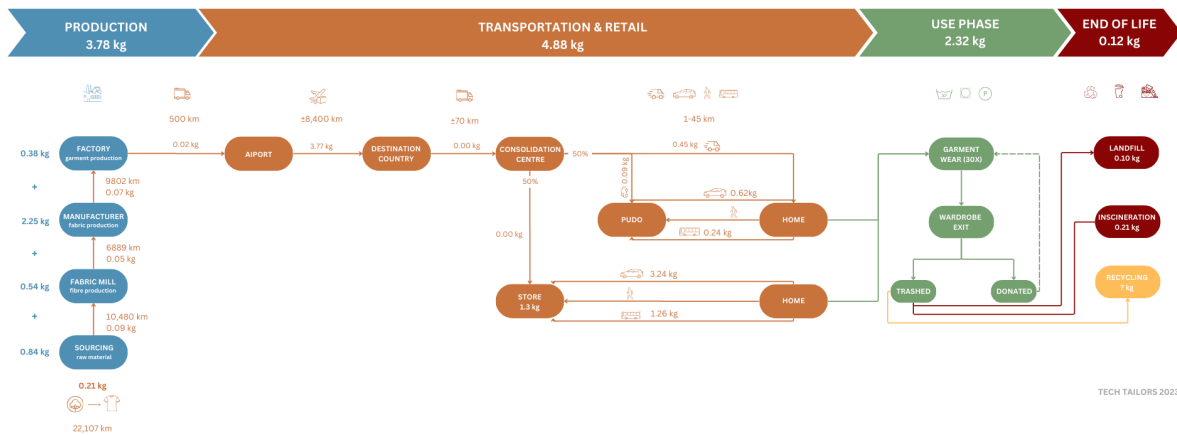 PRODUCTION
3.78 kg
TRANSPORTATION & RETAIL
4.88 kg
USE PHASE
2.32 kg
END OF LIFE
0.12 kg
500 km
±8,400 km
±70 km
1-45 km
P
0.38 kg
FACTORY
garment production
0.02 kg
AIPORT
3.77 kg
DESTINATION
COUNTRY
0.00 kg
CONSOLIDATION
CENTRE
50%
50%
0.45 kg
0.09 kg
0.62kg
PUDO
HOME
0.24 kg
0.00 kg
3.24 kg
STORE
1.3 kg
HOME
1.26 kg
GARMENT
WEAR (30X)
WARDROBE
EXIT
TRASHED
DONATED
LANDFILL
0.10 kg
INSCINERATION
0.21 kg
RECYCLING
? kg
+
9802 km
0.07 kg
2.25 kg
MANUFACTURER
fabric production
+
6889 km
0.05 kg
0.54 kg
FABRIC MILL
fibre production
+
10,480 km
0.09 kg
0.84 kg
SOURCING
raw material
0.21 kg
22,107 km
TECH TAILORS 2023